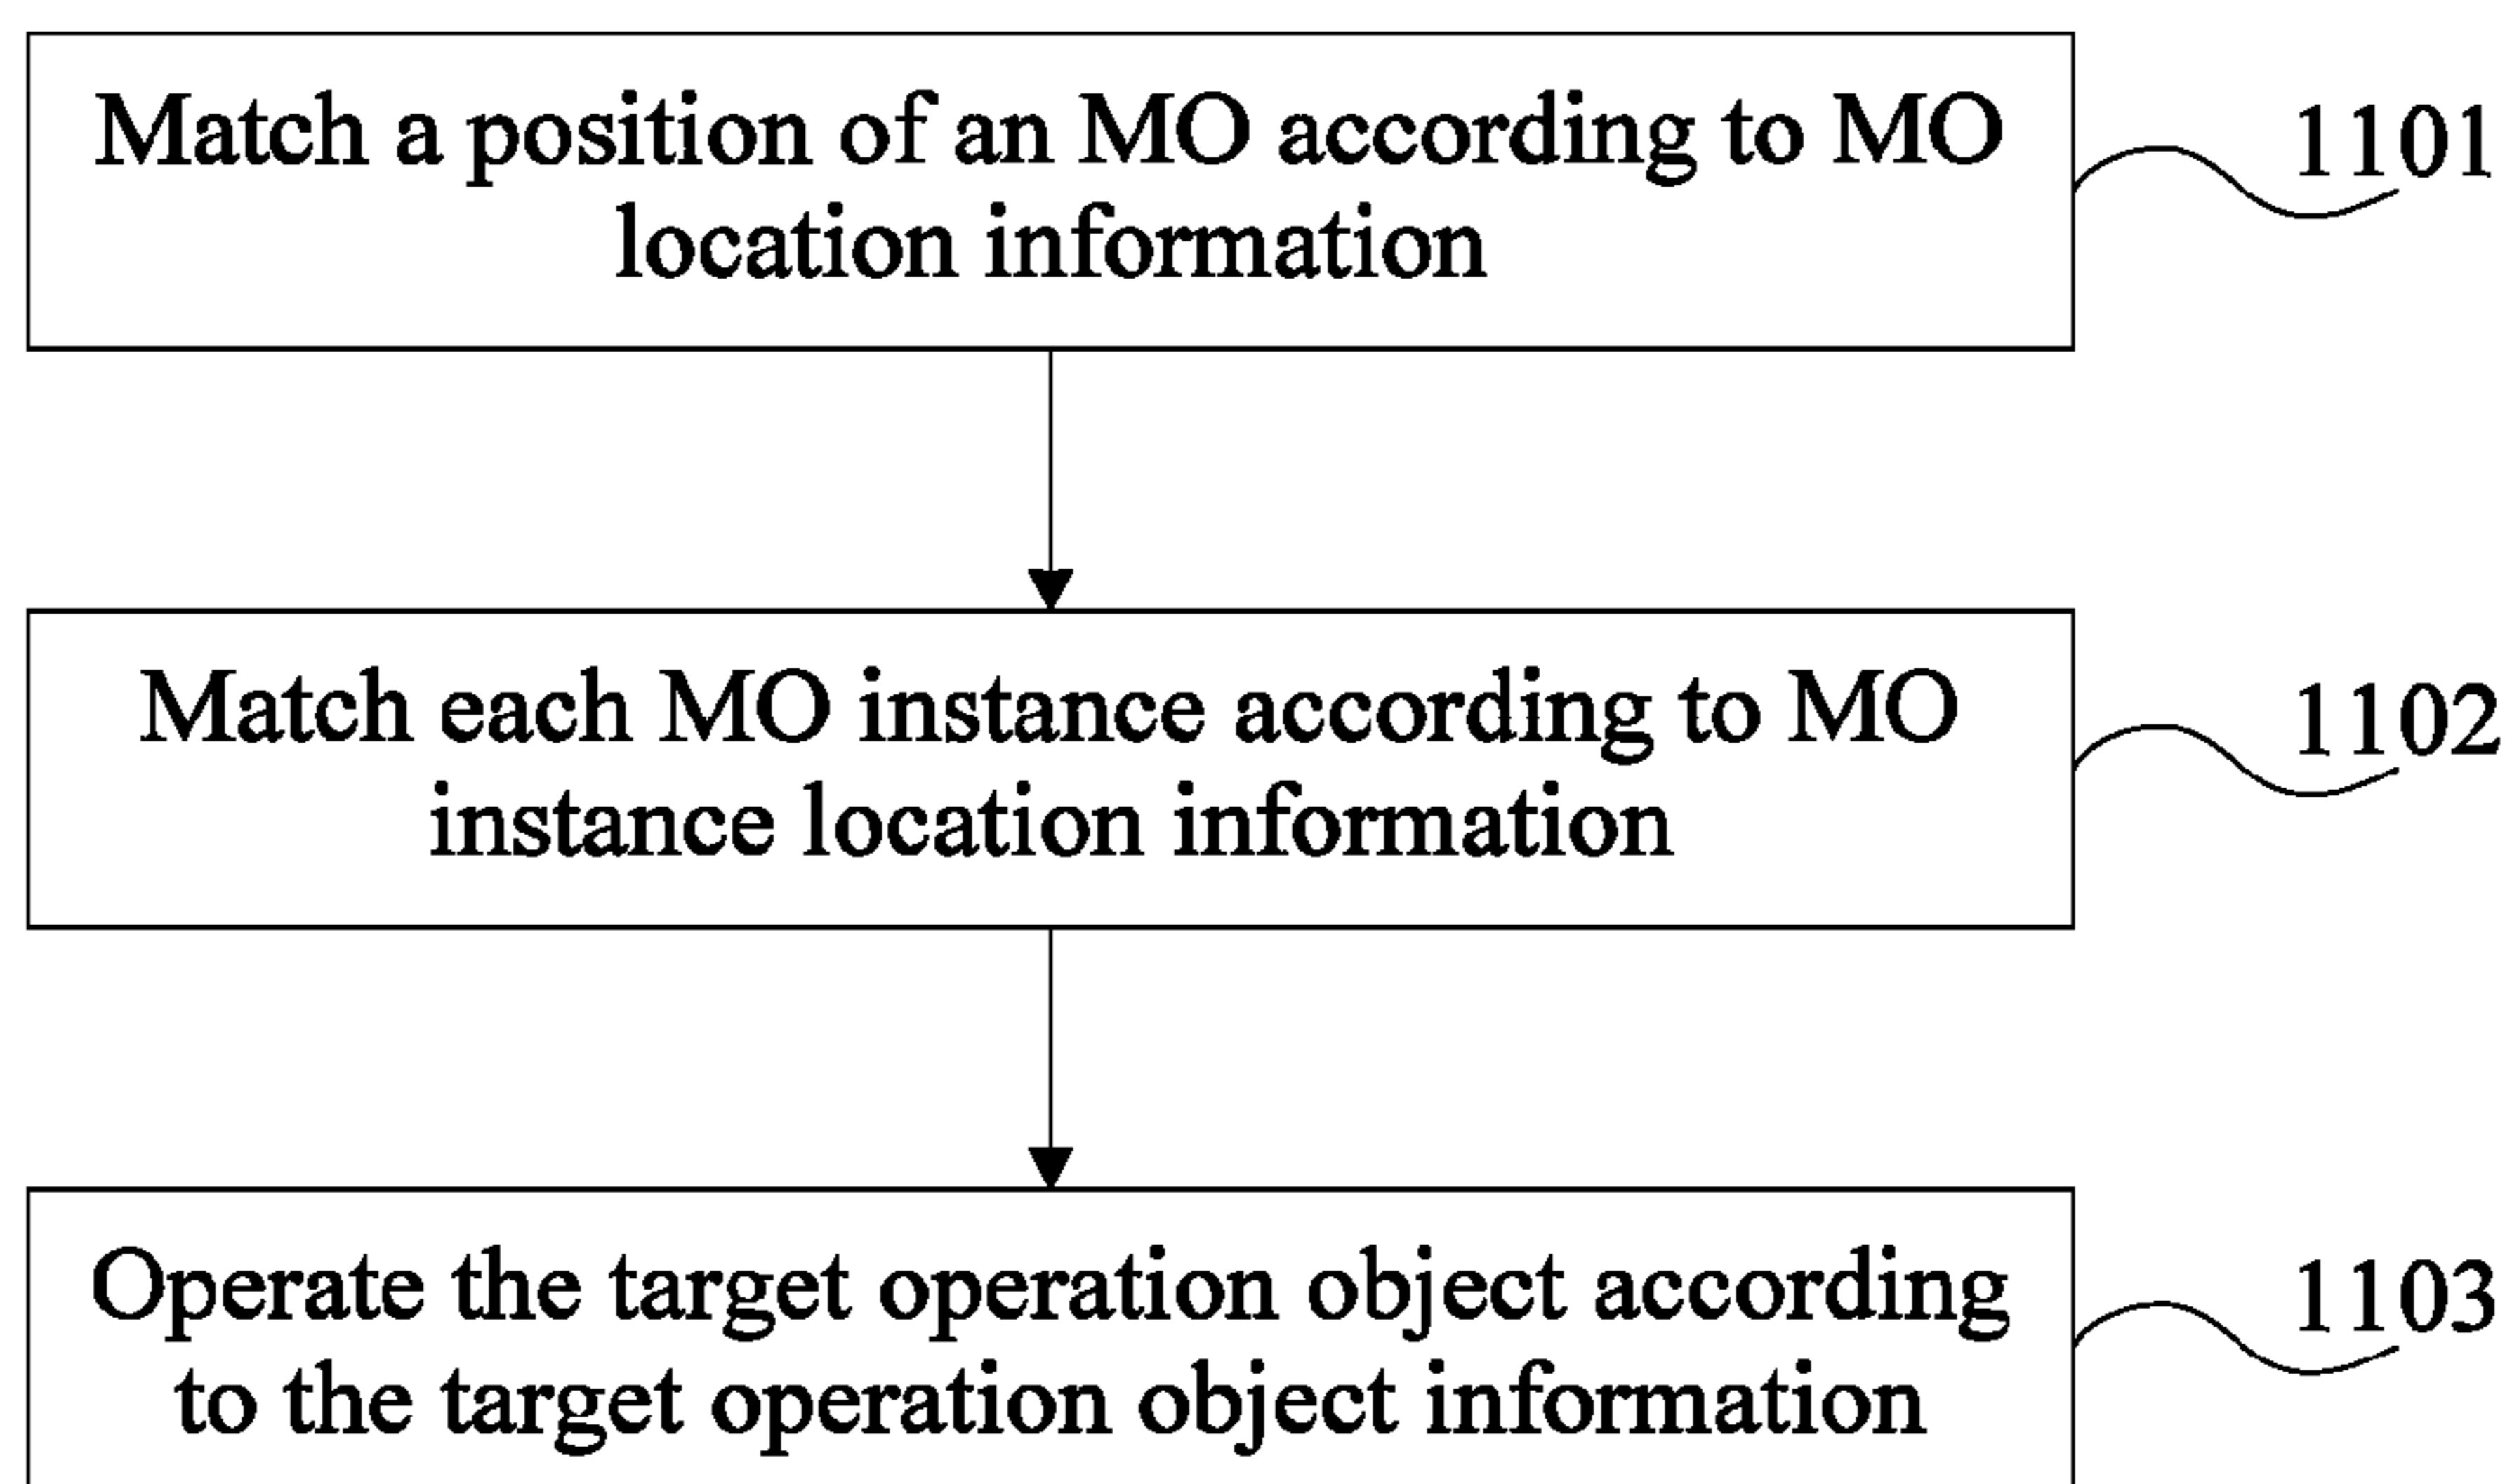 Match a position of an MO according to MO
location information
1101
Match each MO instance according to MO
instance location information
1102
Operate the target operation object according
to the target operation object information
1103